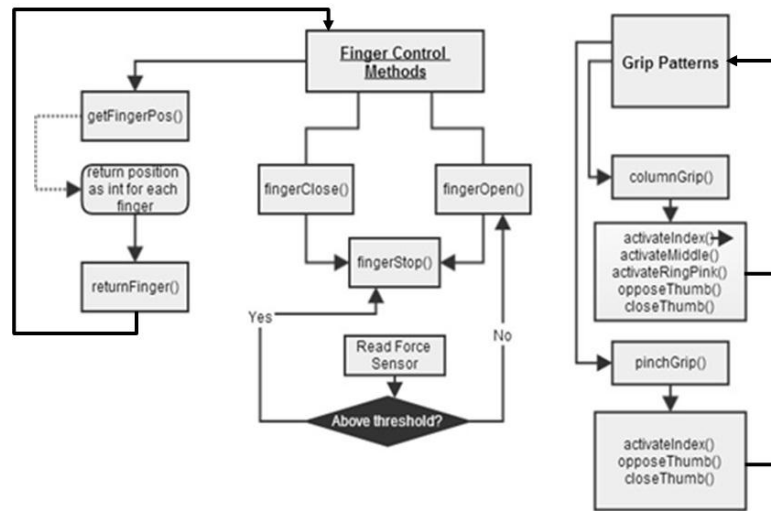 Finger Control
Methods
getFingerPos()
return position
as int for each
finger
returnFinger()
fingerClose()
fingerOpen()
fingerStop()
Yes
No
Read Force
Sensor
Above threshold?
Grip Patterns
columnGrip()
activateIndex()
activateMiddle()
activateRingPink()
opposeThumb()
closeThumb()
pinchGrip()
activateIndex()
opposeThumb()
closeThumb()